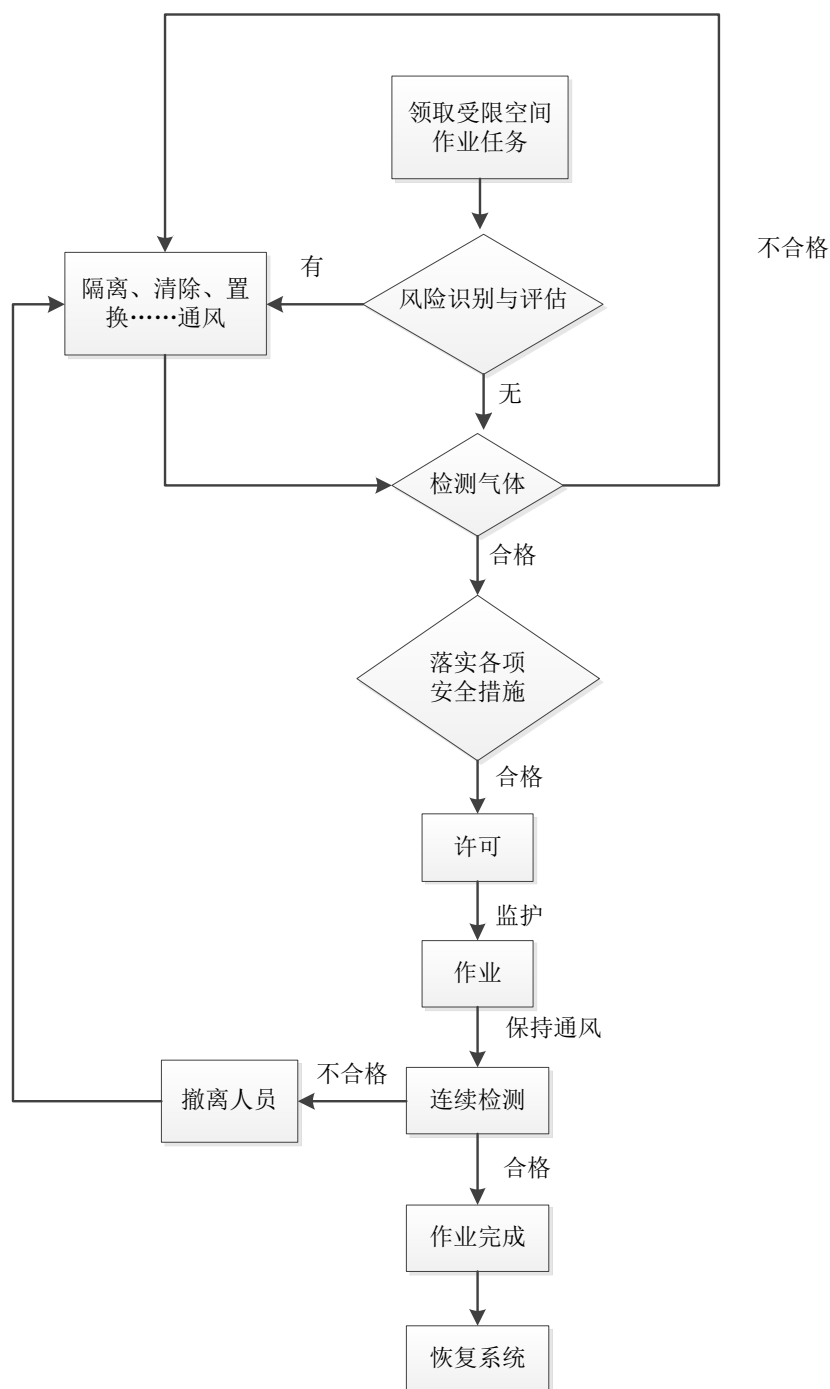 领取受限空间
作业任务
不合格
有
隔离、清除、置
换……通风
风险识别与评估
无
检测气体
合格
落实各项
安全措施
合格
许可
监护
作业
保持通风
不合格
撤离人员
连续检测
合格
作业完成
恢复系统